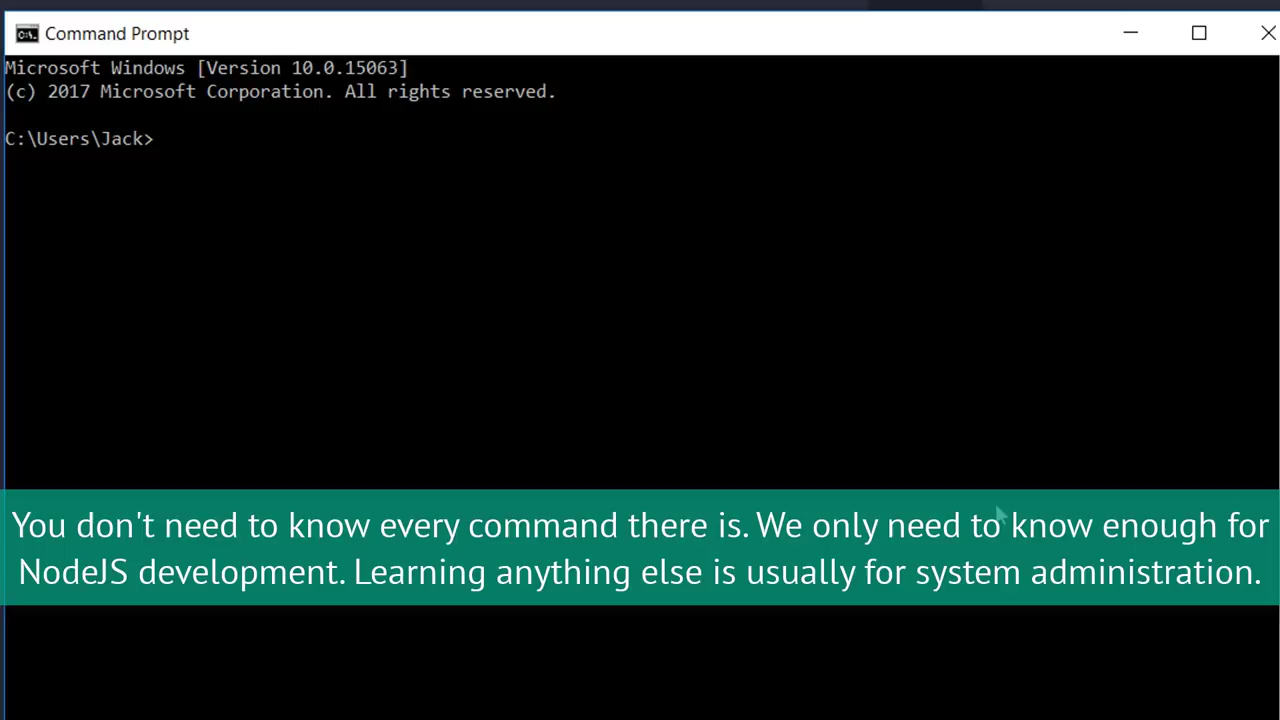 Command Prompt
Microsoft Windows [Version 10.0.15063]
(c) 2017 Microsoft Corporation. All rights reserved.
C:\Users\Jack>
You don't need to know every command there is. We only need to know enough for
NodeJS development. Learning anything else is usually for system administration.